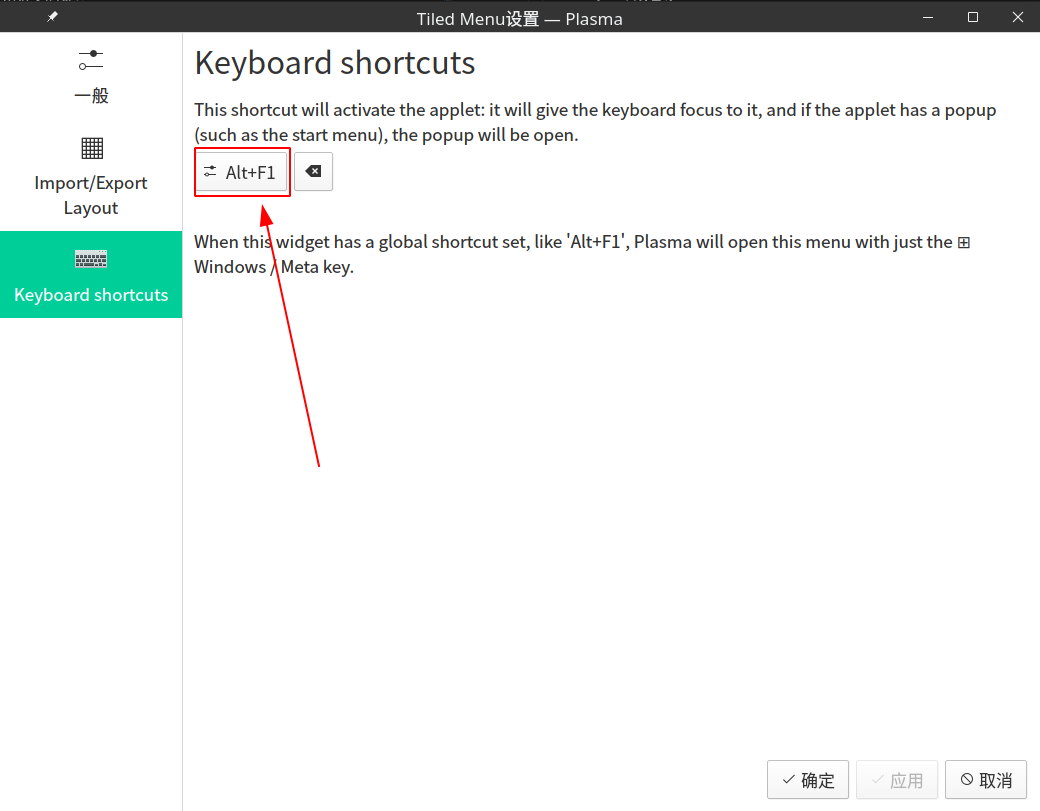 Tiled Menu设置 — Plasma
一般
Import/Export
Layout
Keyboard shortcuts
Keyboard shortcuts
This shortcut will activate the applet: it will give the keyboard focus to it, and if the applet has a popup
(such as the start menu), the popup will be open.
Alt+F1
When this widget has a global shortcut set, like 'Alt+F1', Plasma will open this menu with just the ⊞
Windows / Meta key.
确定
应用
取消